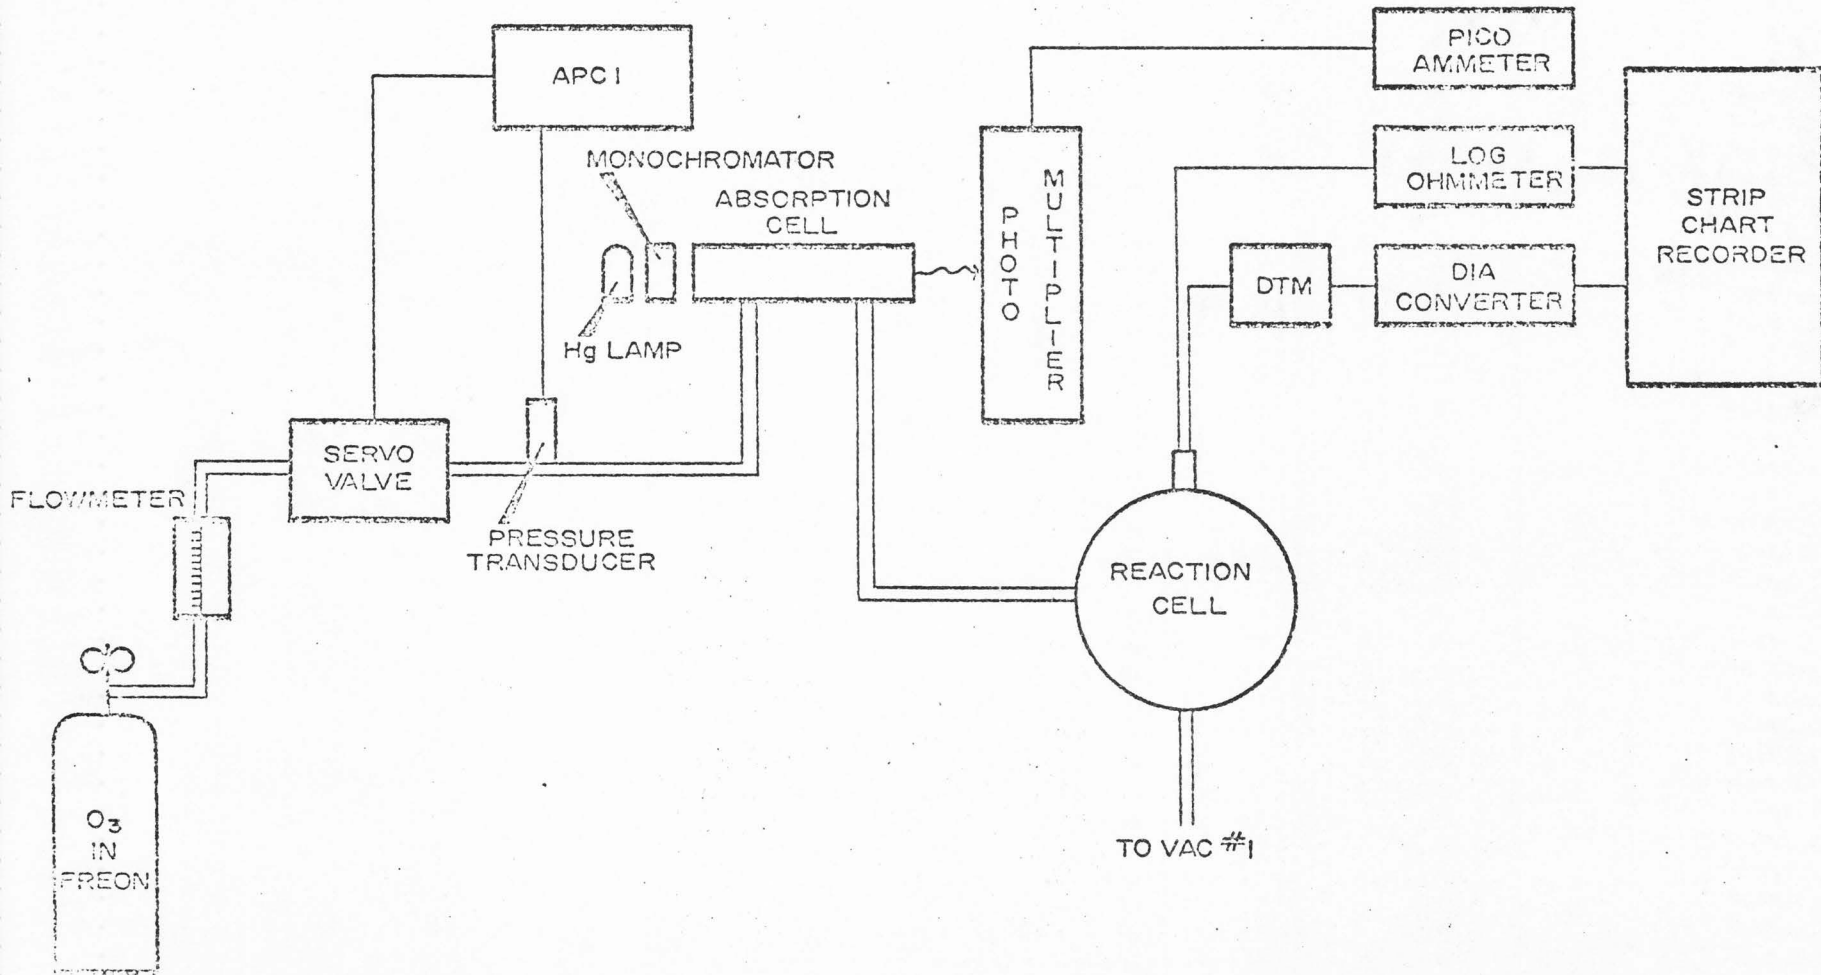 PICO
AMMETER
APC I
MONOCHROMATOR
ABSORPTION
CELL
LOG
OHMMETER
STRIP
CHART
RECORDER
PHOTO
MULTIPLIER
DTM
DIA
CONVERTER
Hg LAMP
SERVO
VALVE
FLOWMETER
PRESSURE
TRANSDUCER
REACTION
CELL
O₃
IN
FREON
TO VAC #1